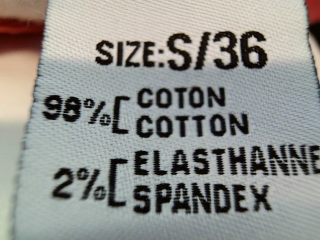 SIZE:S/36
98% [ COTON
COTTON
2% [ ELASTHANNE
SPANDEX